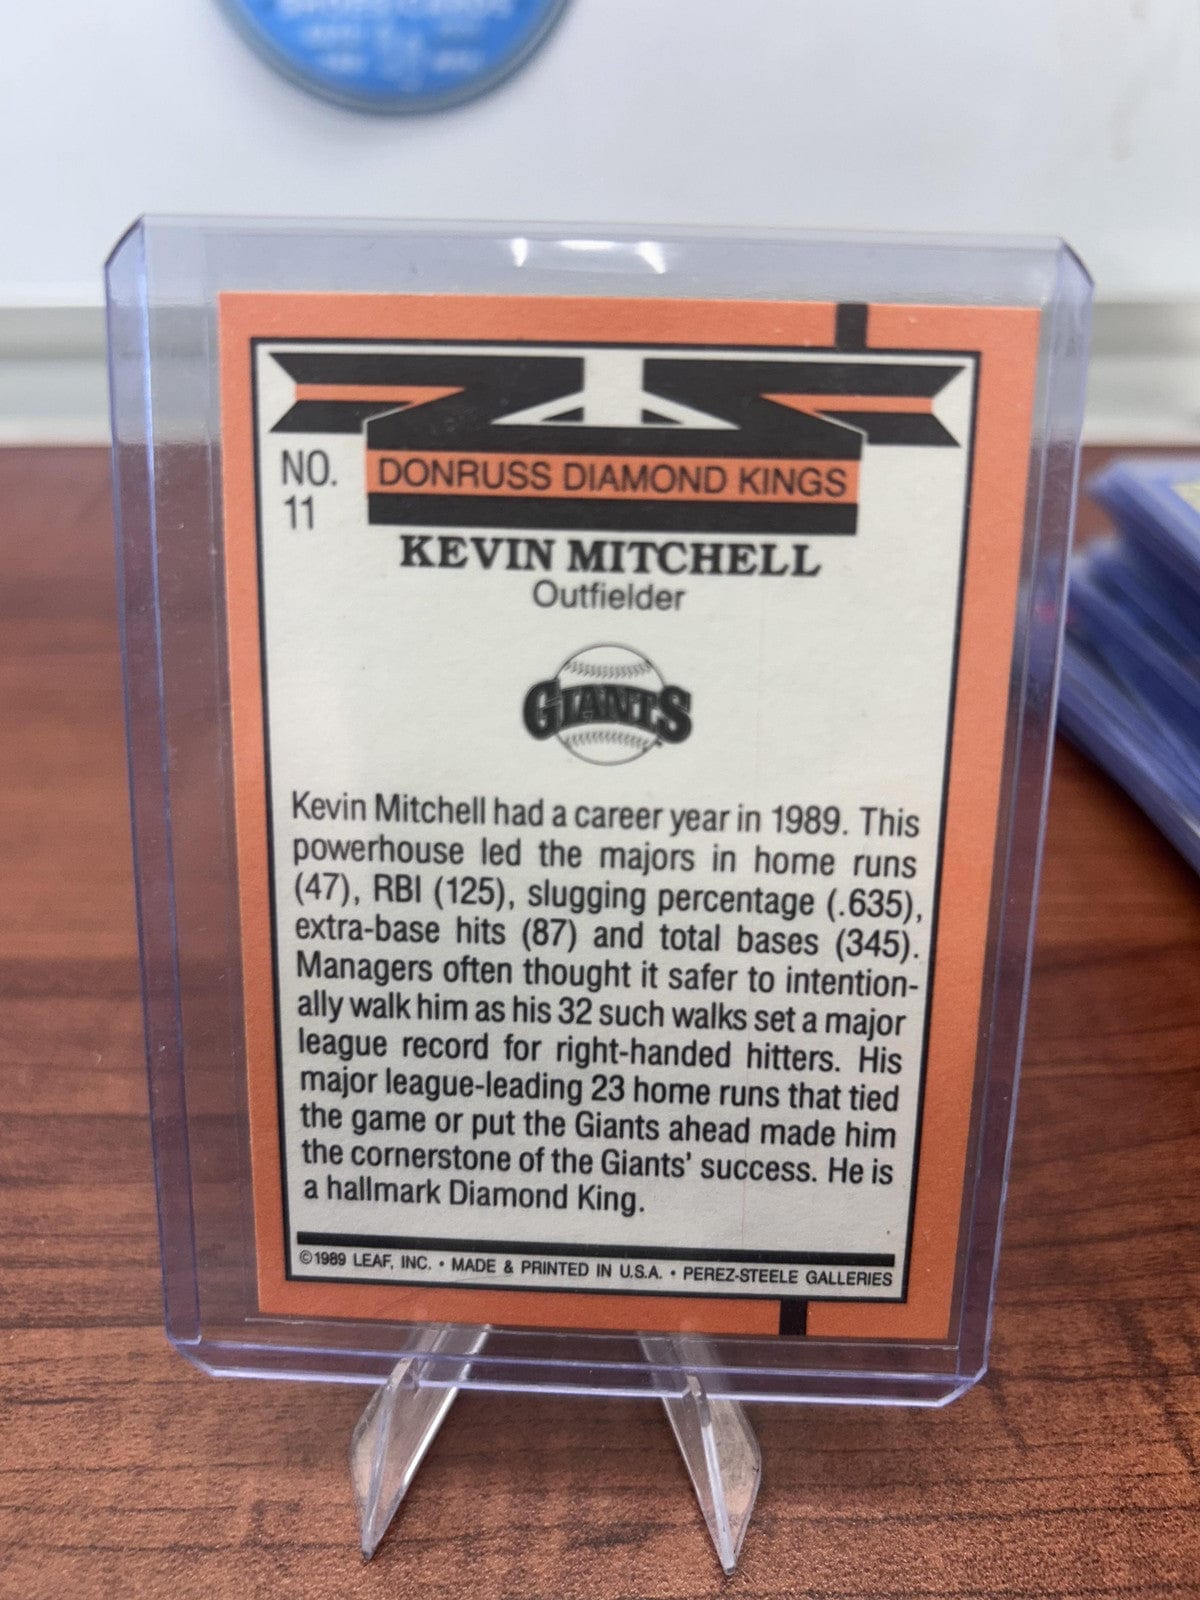 NO.
11
DONRUSS DIAMOND KINGS
KEVIN MITCHELL
Outfielder
GIANTS
Kevin Mitchell had a career year in 1989. This
powerhouse led the majors in home runs
(47), RBI (125), slugging percentage (.635),
extra-base hits (87) and total bases (345).
Managers often thought it safer to intention-
ally walk him as his 32 such walks set a major
league record for right-handed hitters. His
major league-leading 23 home runs that tied
the game or put the Giants ahead made him
the cornerstone of the Giants' success. He is
a hallmark Diamond King.
©1989 LEAF, INC. • MADE & PRINTED IN U.S.A. • PEREZ-STEELE GALLERIES